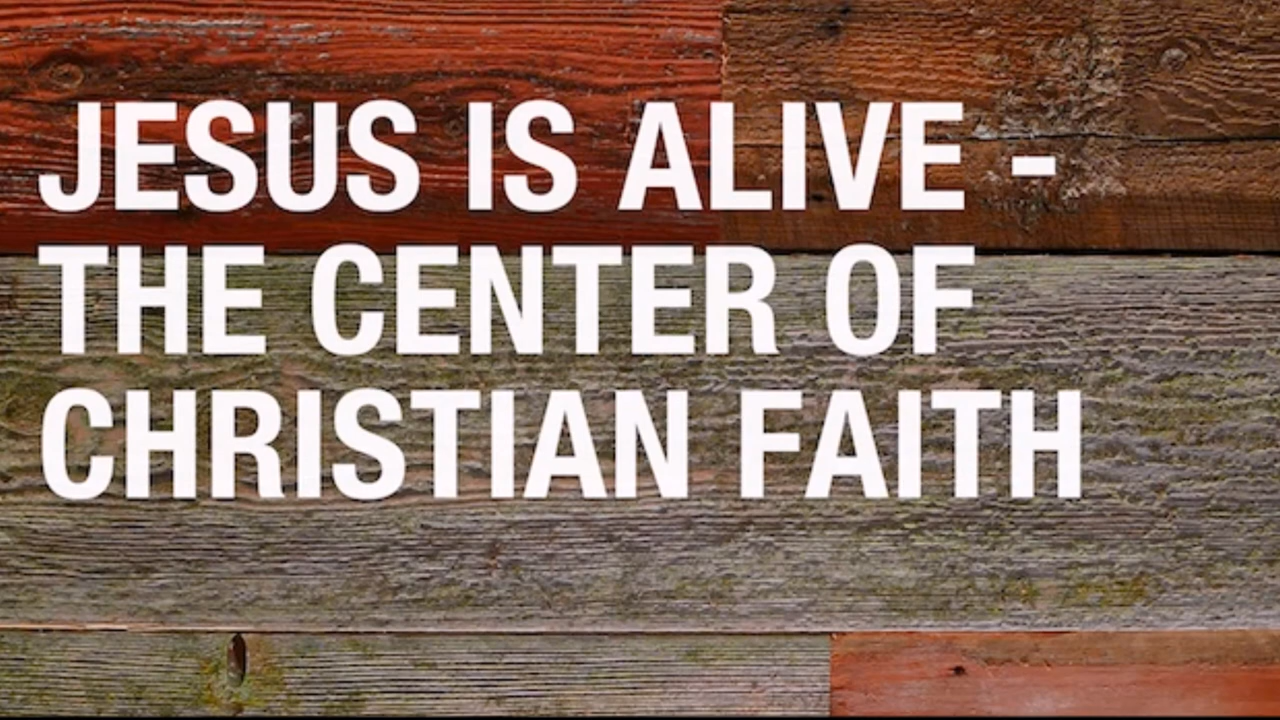 JESUS IS ALIVE -
THE CENTER OF
CHRISTIAN FAITH